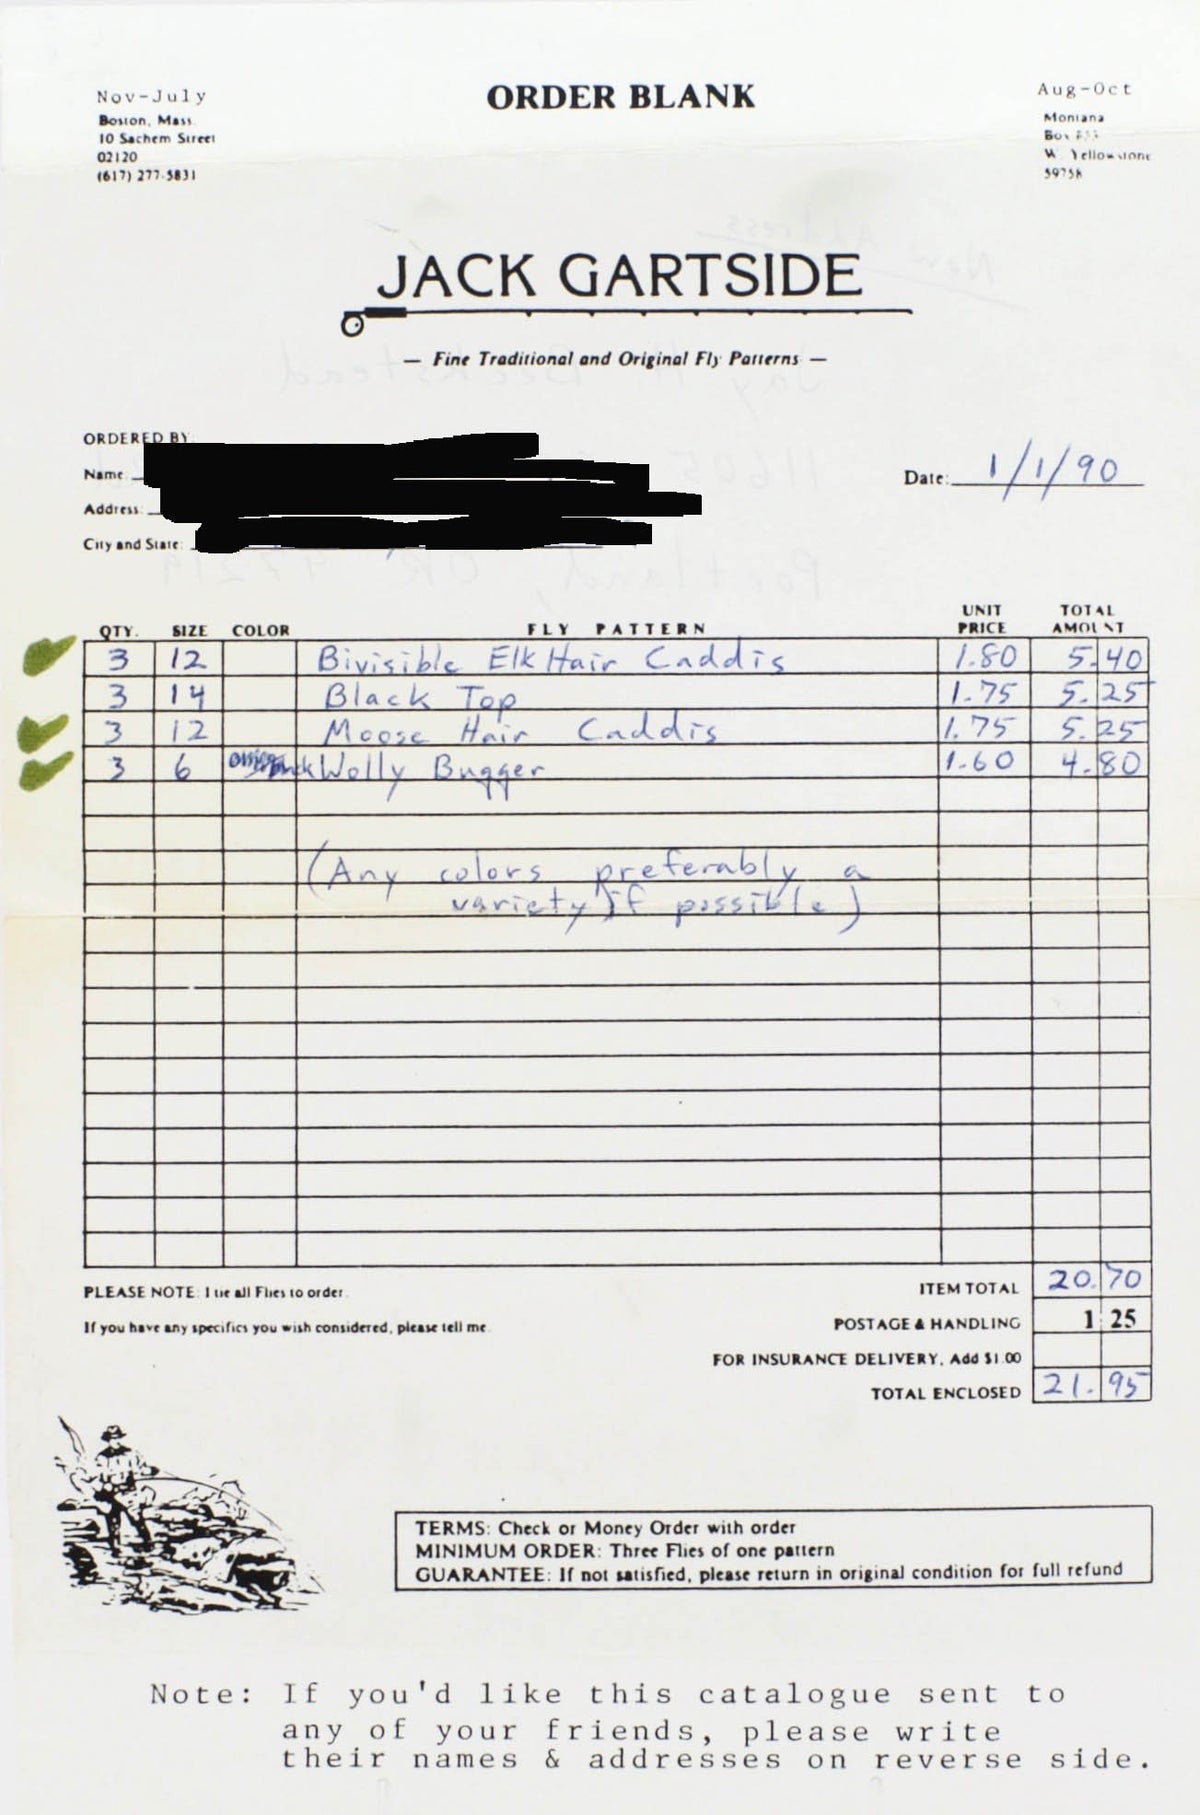 Nov-July
Boston, Mass.
10 Sachem Street
02120
(617) 277-5831
ORDER BLANK
Aug-Oct
Montana
Box
W. Yellowstone
59758
JACK GARTSIDE
— Fine Traditional and Original Fly Patterns —
ORDERED BY:
Name:
Address:
City and State:
Date: 1/1/90
QTY. SIZE COLOR FLY PATTERN UNIT PRICE TOTAL AMOUNT
3 12 Bivisible Elk Hair Caddis 1.80 5.40
3 14 Black Top 1.75 5.25
3 12 Moose Hair Caddis 1.75 5.25
3 6 Wolly Bugger 1.60 4.80
(Any colors preferably a
variety if possible)
PLEASE NOTE: I tie all Flies to order.
If you have any specifics you wish considered, please tell me.
ITEM TOTAL 20.70
POSTAGE & HANDLING 1 25
FOR INSURANCE DELIVERY, Add $1.00
TOTAL ENCLOSED 21.95
TERMS: Check or Money Order with order
MINIMUM ORDER: Three Flies of one pattern
GUARANTEE: If not satisfied, please return in original condition for full refund
Note: If you'd like this catalogue sent to
any of your friends, please write
their names & addresses on reverse side.